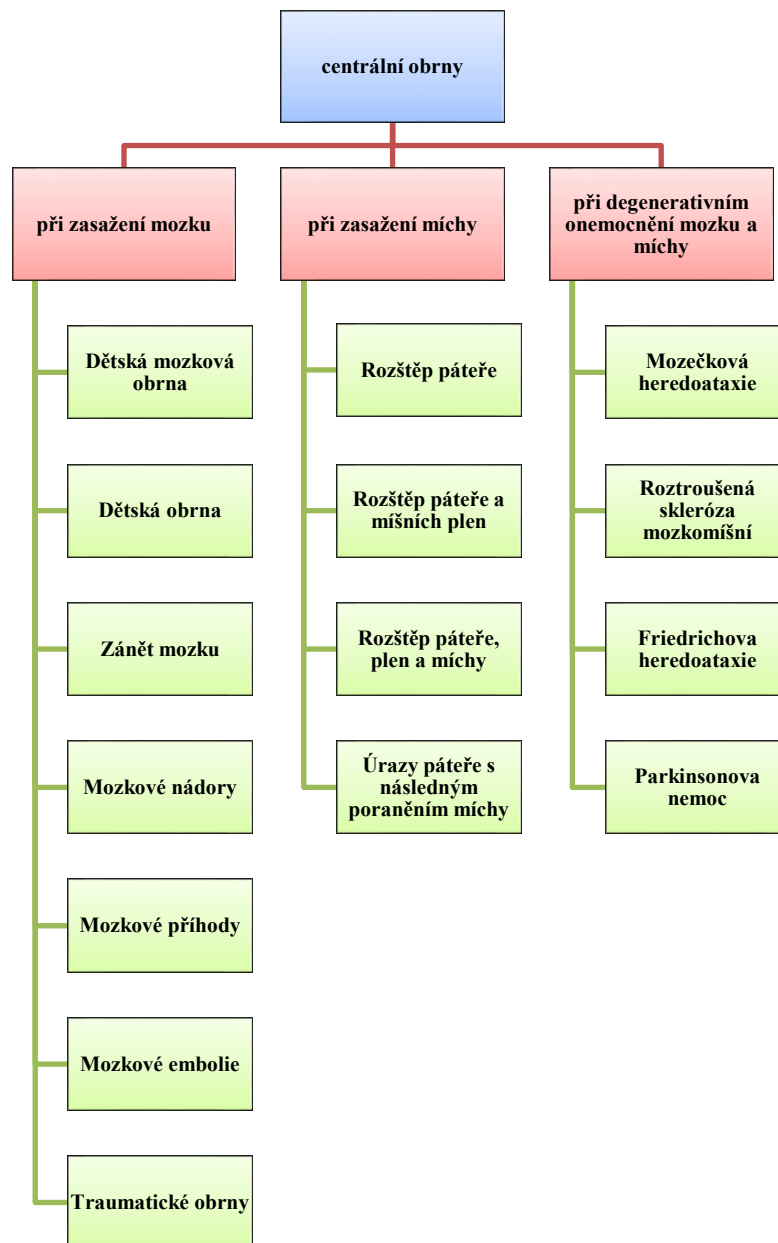 centrální obrny
při zasažení mozku
při zasažení míchy
při degenerativním
onemocnění mozku a
míchy
Dětská mozková
obrna
Dětská obrna
Zánět mozku
Mozkové nádory
Mozkové příhody
Mozkové embolie
Traumatické obrny
Rozštěp páteře
Rozštěp páteře a
míšních plen
Rozštěp páteře,
plen a míchy
Úrazy páteře s
následným
poraněním míchy
Mozečková
heredoataxie
Roztroušená
skleróza
mozkomíšní
Friedrichova
heredoataxie
Parkinsonova
nemoc